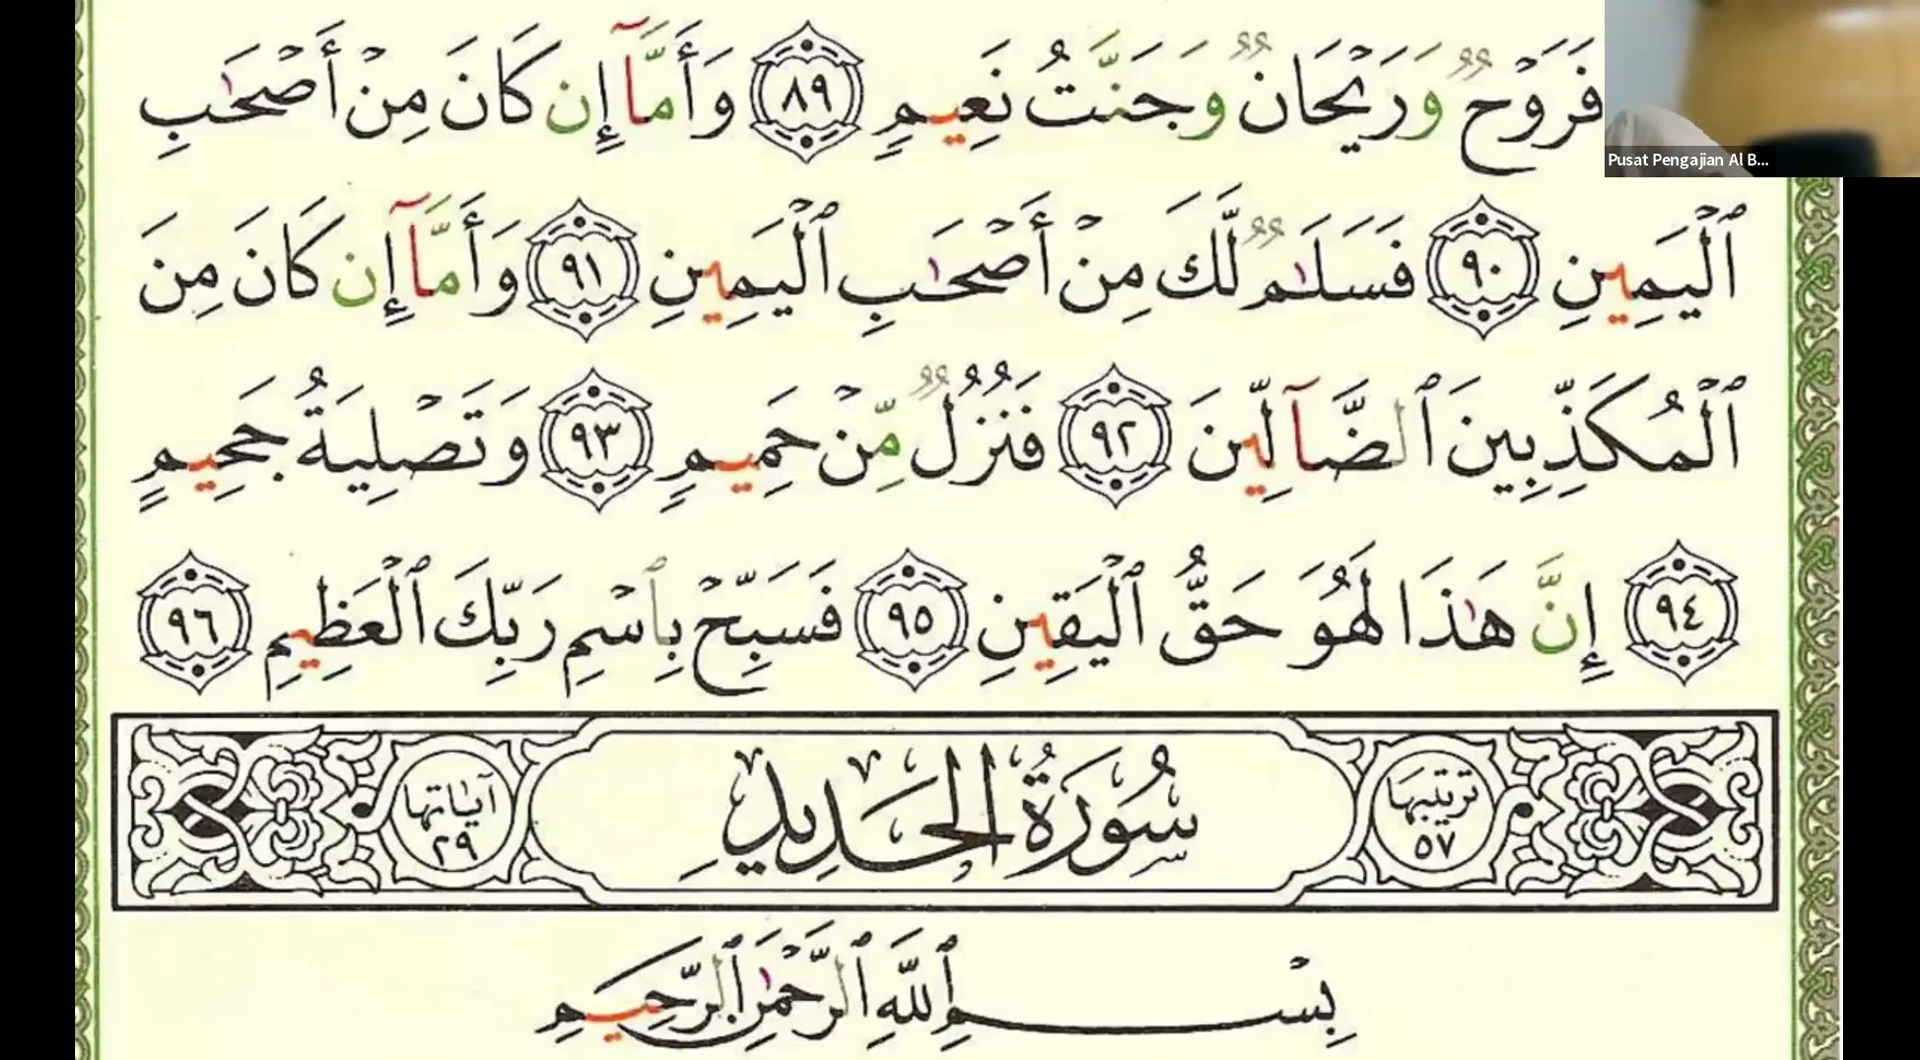 فَرَوْحٌ وَرَيْحَانٌ وَجَنَّتُ نَعِيمٍ ٨٩ وَأَمَّآ إِن كَانَ مِنْ أَصْحَٰبِ
Pusat Pengajian Al B...
ٱلْيَمِينِ ٩٠ فَسَلَٰمٌ لَّكَ مِنْ أَصْحَٰبِ ٱلْيَمِينِ ٩١ وَأَمَّآ إِن كَانَ مِنَ
ٱلْمُكَذِّبِينَ ٱلضَّآلِّينَ ٩٢ فَنُزُلٌ مِّنْ حَمِيمٍ ٩٣ وَتَصْلِيَةُ جَحِيمٍ
٩٤ إِنَّ هَٰذَا لَهُوَ حَقُّ ٱلْيَقِينِ ٩٥ فَسَبِّحْ بِٱسْمِ رَبِّكَ ٱلْعَظِيمِ ٩٦
ترتيبها ٥٧ سُورَةُ الحَدِيدِ آياتها ٢٩
بِسْمِ ٱللَّهِ ٱلرَّحْمَٰنِ ٱلرَّحِيمِ